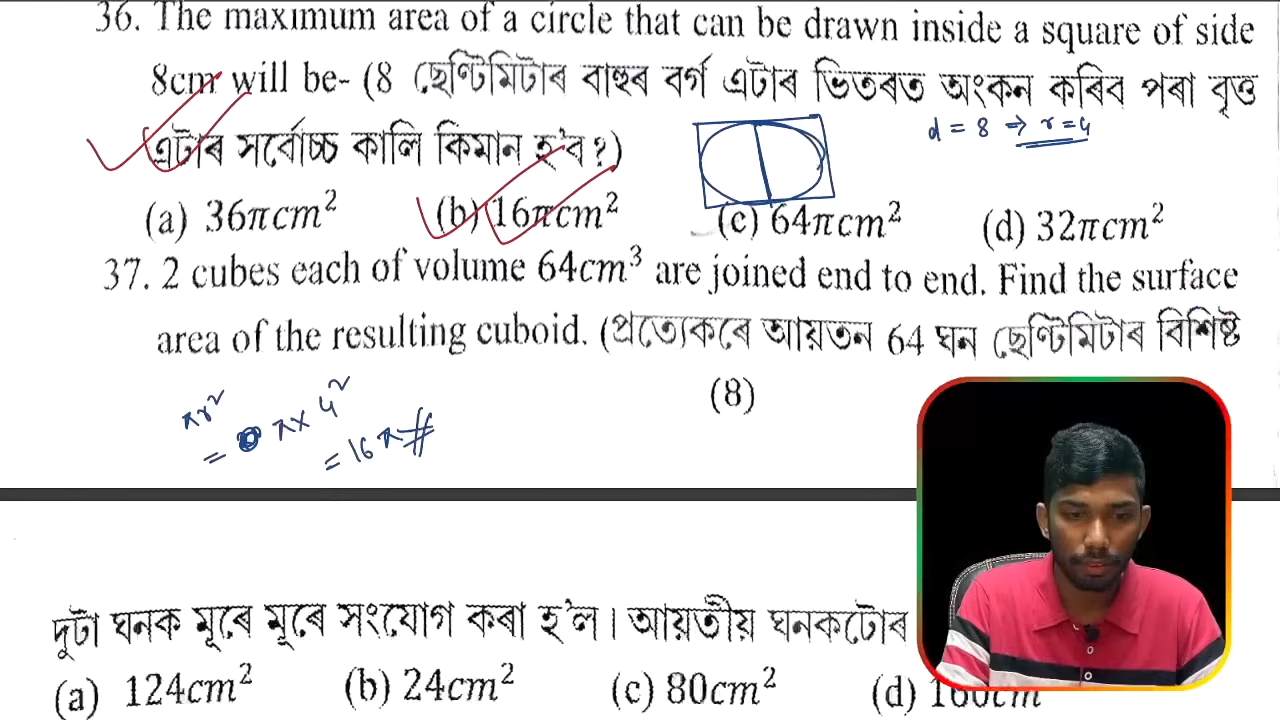 36. The maximum area of a circle that can be drawn inside a square of side
8cm will be- (8 ছেণ্টিমিটাৰ বাহুৰ বৰ্গ এটাৰ ভিতৰত অংকন কৰিব পৰা বৃত্ত
d = 8 ⇒ r = 4
এটাৰ সৰ্বোচ্চ কালি কিমান হ'ব?)
(a) 36πcm² (b) 16πcm² (c) 64πcm² (d) 32πcm²
37. 2 cubes each of volume 64cm³ are joined end to end. Find the surface
area of the resulting cuboid. (প্ৰত্যেকৰে আয়তন 64 ঘন ছেণ্টিমিটাৰ বিশিষ্ট
(8)
πr²
= π × 4²
= 16π
দুটা ঘনক মূৰে মূৰে সংযোগ কৰা হ'ল। আয়তীয় ঘনকটোৰ
(a) 124cm² (b) 24cm² (c) 80cm² (d) 160cm